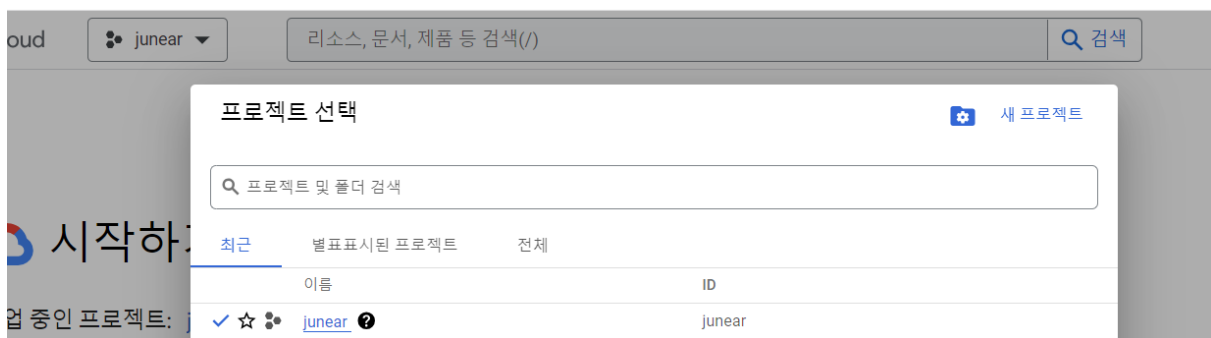 oud junear 리소스, 문서, 제품 등 검색(/) 검색
프로젝트 선택 새 프로젝트
프로젝트 및 폴더 검색
시작하
최근 별표표시된 프로젝트 전체
이름 ID
업 중인 프로젝트: j
junear junear